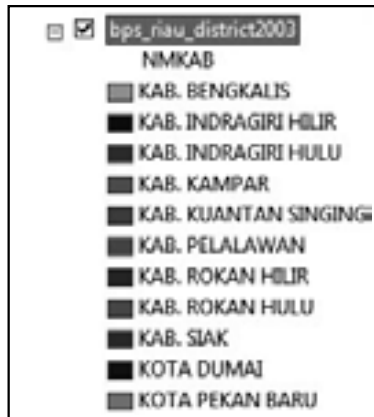 bps_riau_district2003
NMKAB
KAB. BENGKALIS
KAB. INDRAGIRI HILIR
KAB. INDRAGIRI HULU
KAB. KAMPAR
KAB. KUANTAN SINGING
KAB. PELALAWAN
KAB. ROKAN HILIR
KAB. ROKAN HULU
KAB. SIAK
KOTA DUMAI
KOTA PEKAN BARU